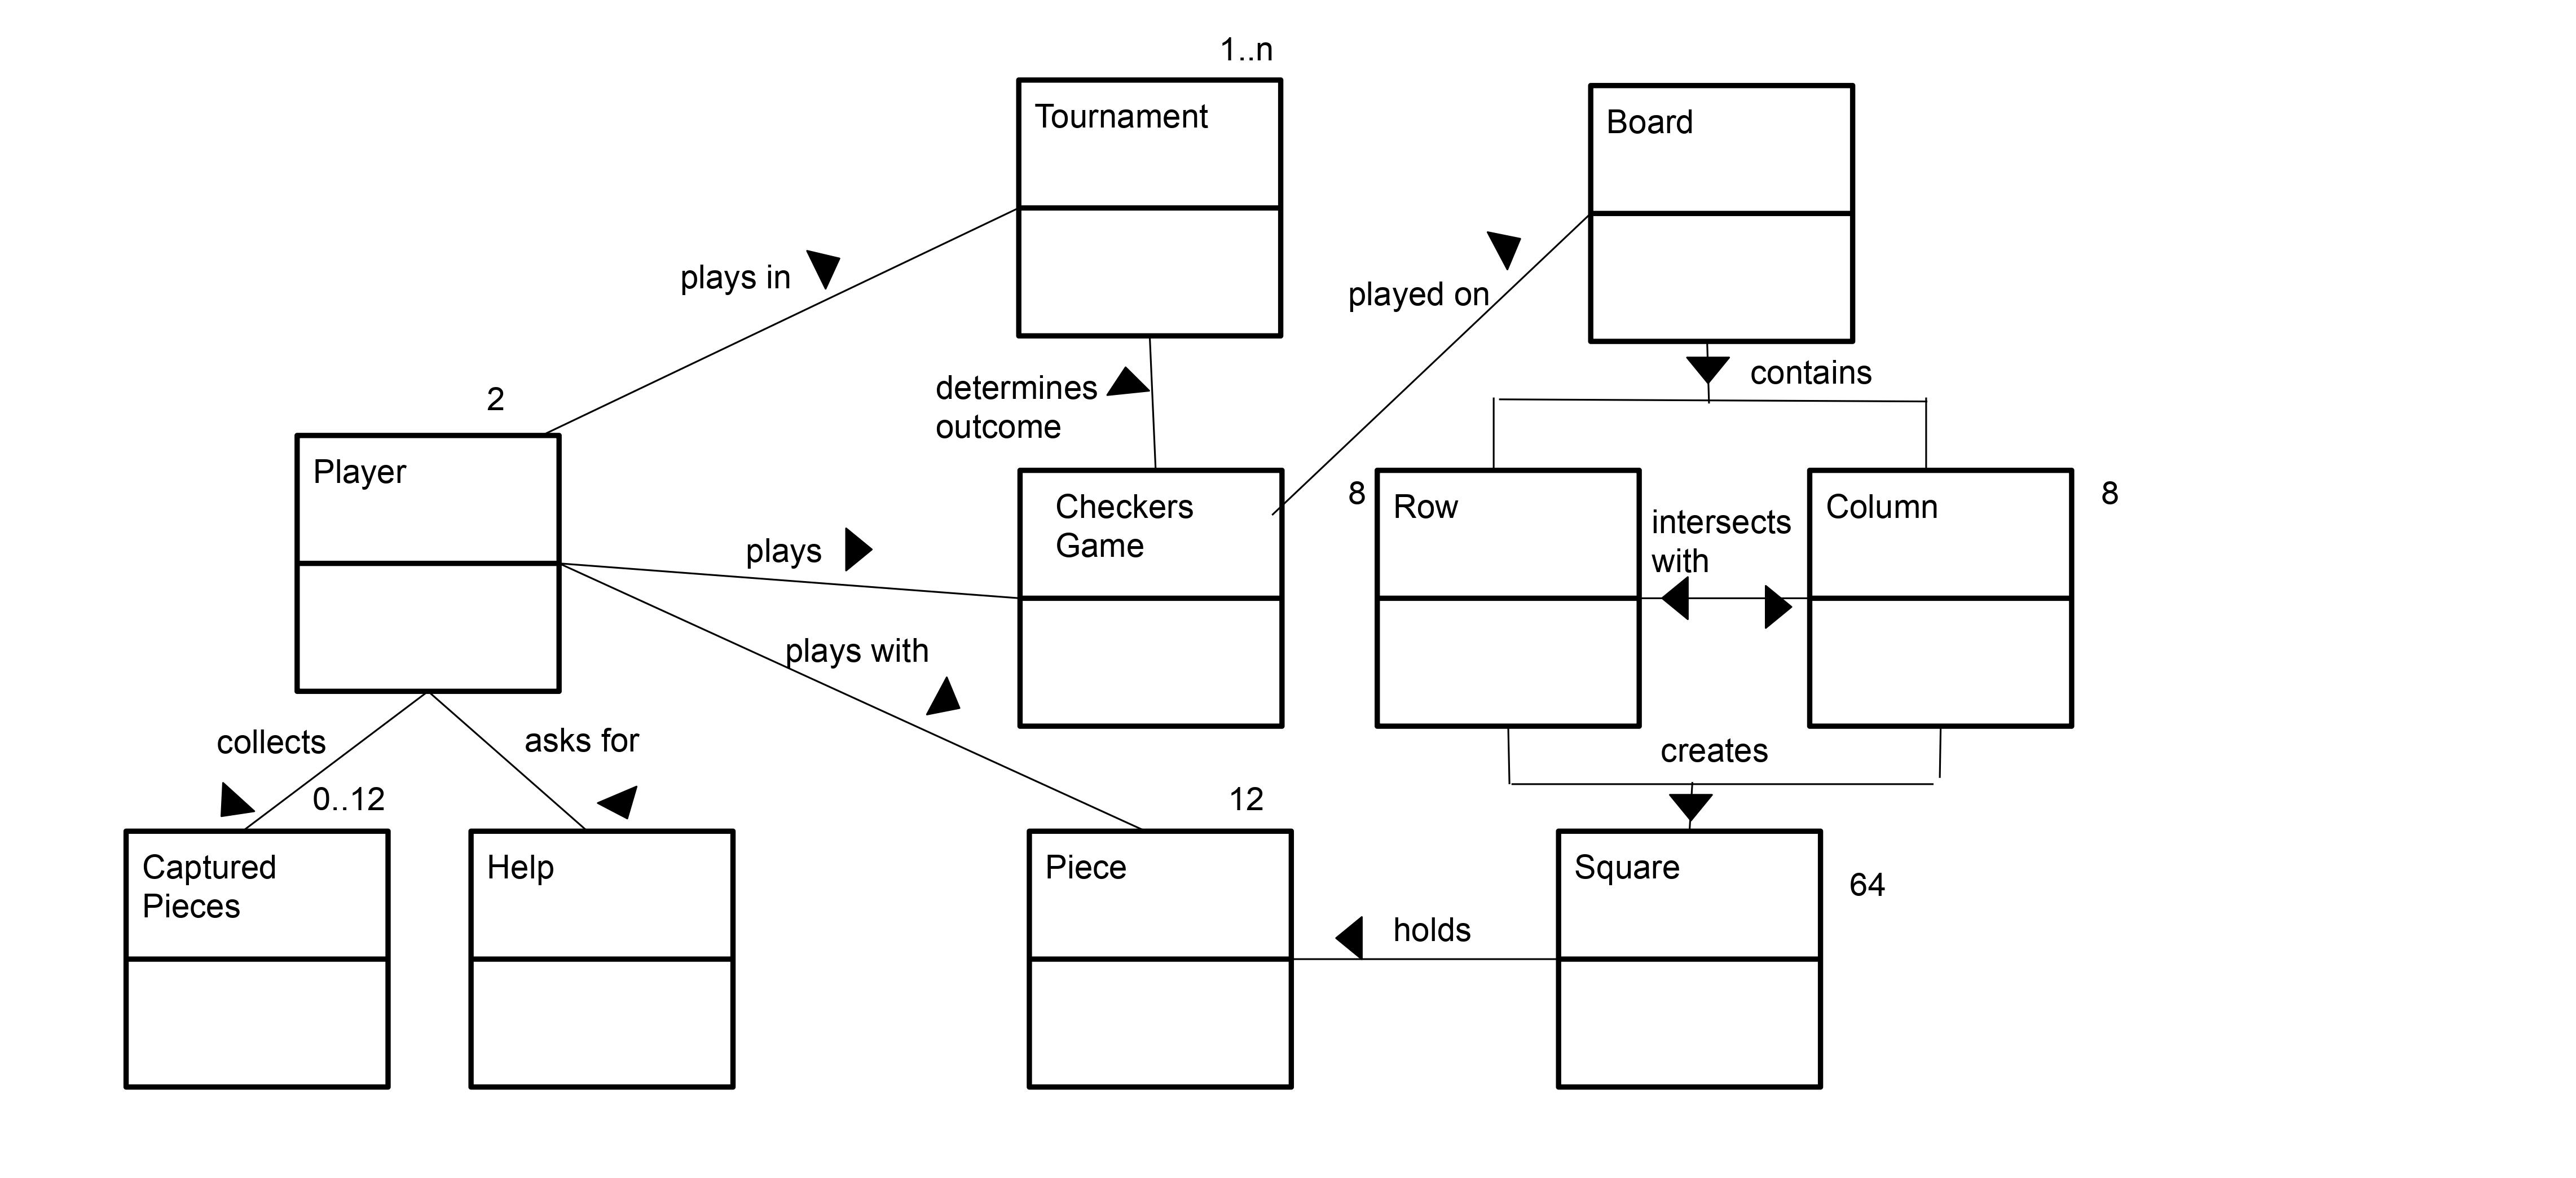 1..n
Tournament
Board
plays in
played on
determines
outcome
contains
2
Player
Checkers
Game
8
Row
intersects
with
Column
8
plays
plays with
collects
asks for
creates
0..12
12
Captured
Pieces
Help
Piece
Square
64
holds